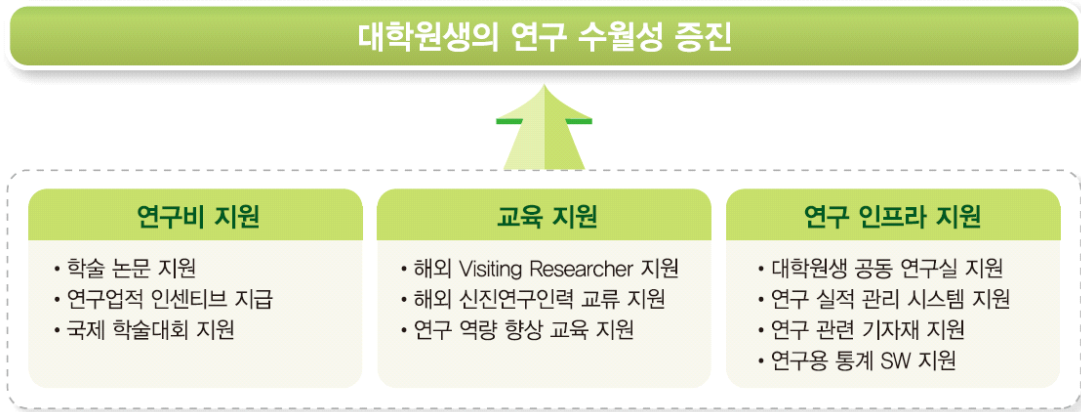 대학원생의 연구 수월성 증진
연구비 지원
• 학술 논문 지원
• 연구업적 인센티브 지급
• 국제 학술대회 지원
교육 지원
• 해외 Visiting Researcher 지원
• 해외 신진연구인력 교류 지원
• 연구 역량 향상 교육 지원
연구 인프라 지원
• 대학원생 공동 연구실 지원
• 연구 실적 관리 시스템 지원
• 연구 관련 기자재 지원
• 연구용 통계 SW 지원